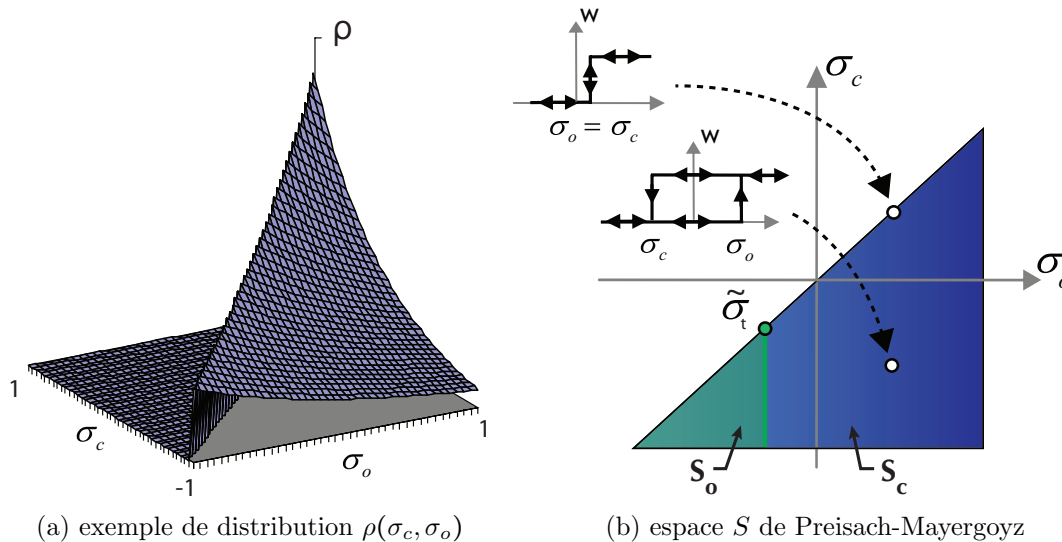 ρ
1
σ_c
-1
σ_o
1
w
σ_o = σ_c
w
σ_c
σ_o
σ_c
σ̃_t
S_o
S_c
(a) exemple de distribution ρ(σ_c, σ_o)
(b) espace S de Preisach-Mayergoyz